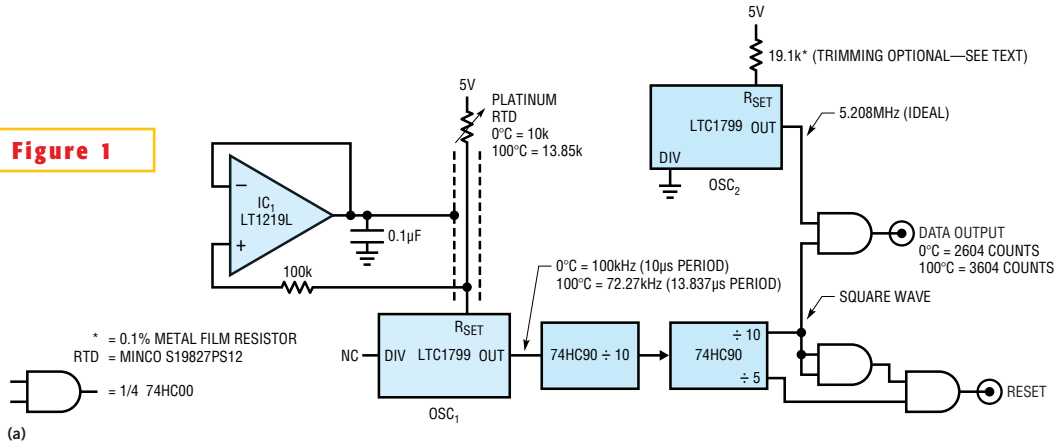 Figure 1
5V
PLATINUM
RTD
0°C = 10k
100°C = 13.85k
5V
19.1k* (TRIMMING OPTIONAL—SEE TEXT)
RSET
LTC1799 OUT
DIV
OSC2
5.208MHz (IDEAL)
−
+
IC1
LT1219L
0.1µF
100k
DATA OUTPUT
0°C = 2604 COUNTS
100°C = 3604 COUNTS
0°C = 100kHz (10µs PERIOD)
100°C = 72.27kHz (13.837µs PERIOD)
SQUARE WAVE
RSET
NC
DIV LTC1799 OUT
OSC1
74HC90 ÷ 10
74HC90
÷ 10
÷ 5
RESET
* = 0.1% METAL FILM RESISTOR
RTD = MINCO S19827PS12
= 1/4 74HC00
(a)